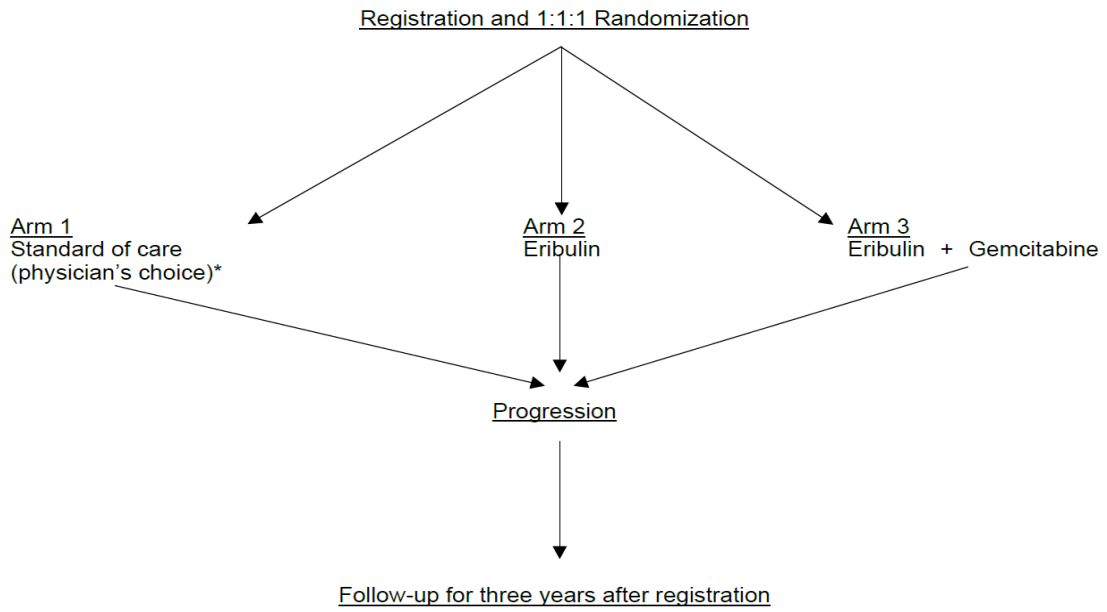 Registration and 1:1:1 Randomization
Arm 1
Standard of care
(physician's choice)*
Arm 2
Eribulin
Arm 3
Eribulin + Gemcitabine
Progression
Follow-up for three years after registration